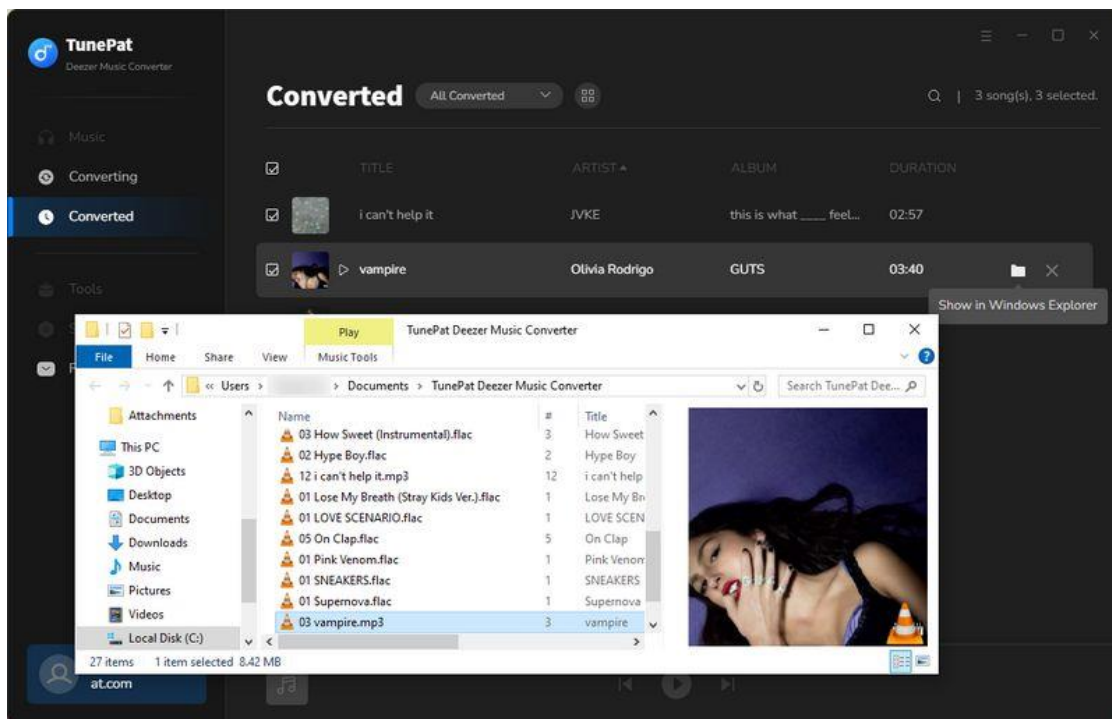 TunePat
Deezer Music Converter
Converted
All Converted
3 song(s), 3 selected.
Music
Converting
Converted
Tools
TITLE
ARTIST
ALBUM
DURATION
i can't help it
JVKE
this is what ____ feel...
02:57
vampire
Olivia Rodrigo
GUTS
03:40
Show in Windows Explorer
Play
TunePat Deezer Music Converter
File
Home
Share
View
Music Tools
« Users > > Documents > TunePat Deezer Music Converter
Search TunePat Dee...
Attachments
This PC
3D Objects
Desktop
Documents
Downloads
Music
Pictures
Videos
Local Disk (C:)
Name # Title
03 How Sweet (Instrumental).flac 3 How Sweet
02 Hype Boy.flac 2 Hype Boy
12 i can't help it.mp3 12 i can't help
01 Lose My Breath (Stray Kids Ver.).flac 1 Lose My Bre
01 LOVE SCENARIO.flac 1 LOVE SCEN
05 On Clap.flac 5 On Clap
01 Pink Venom.flac 1 Pink Venom
01 SNEAKERS.flac 1 SNEAKERS
01 Supernova.flac 1 Supernova
03 vampire.mp3 3 vampire
27 items 1 item selected 8.42 MB
at.com